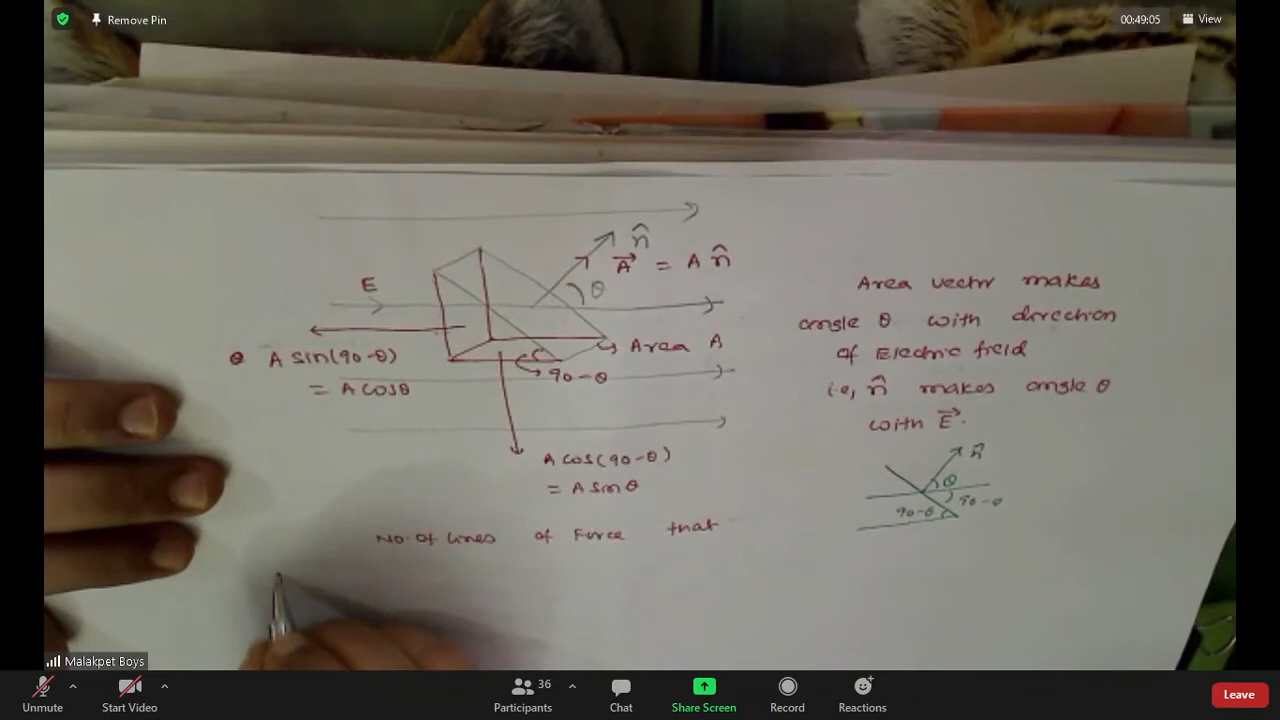 Remove Pin
00:49:05
View
n̂
A⃗ = A n̂
θ
E
Area A
90-θ
θ A sin(90-θ)
= A cosθ
A cos(90-θ)
= A sinθ
No. of lines of Force that
Area vector makes
angle θ with direction
of Electric field
i.e, n̂ makes angle θ
with E⃗.
n̂
θ
90-θ
90-θ
Malakpet Boys
Unmute
Start Video
36
Participants
Chat
Share Screen
Record
Reactions
Leave